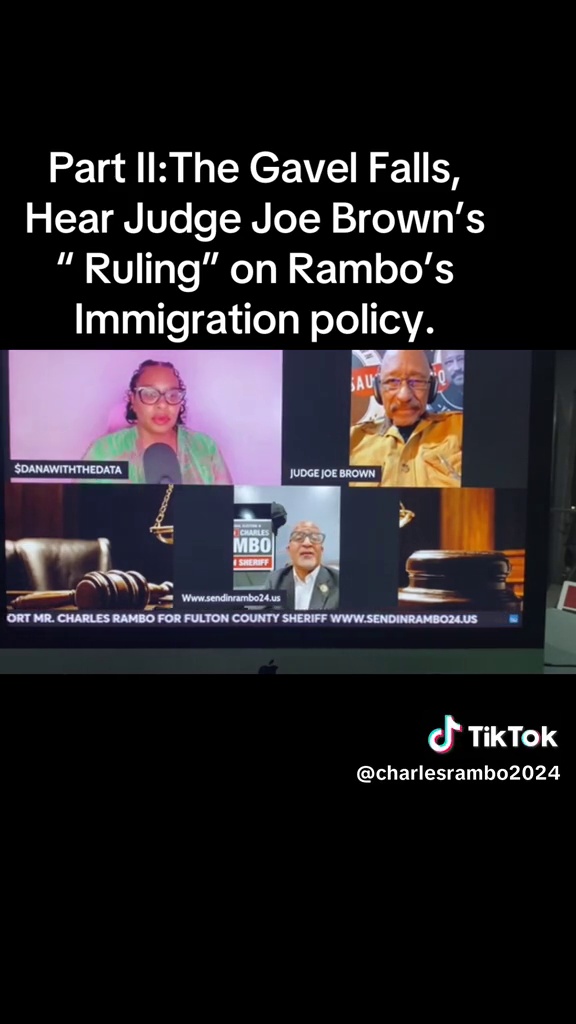 Part II:The Gavel Falls,
Hear Judge Joe Brown’s
“ Ruling” on Rambo’s
Immigration policy.
$DANAWITHTHEDATA
JUDGE JOE BROWN
CHARLES
MBO
SHERIFF
Www.sendinrambo24.us
ORT MR. CHARLES RAMBO FOR FULTON COUNTY SHERIFF WWW.SENDINRAMBO24.US
TikTok
@charlesrambo2024